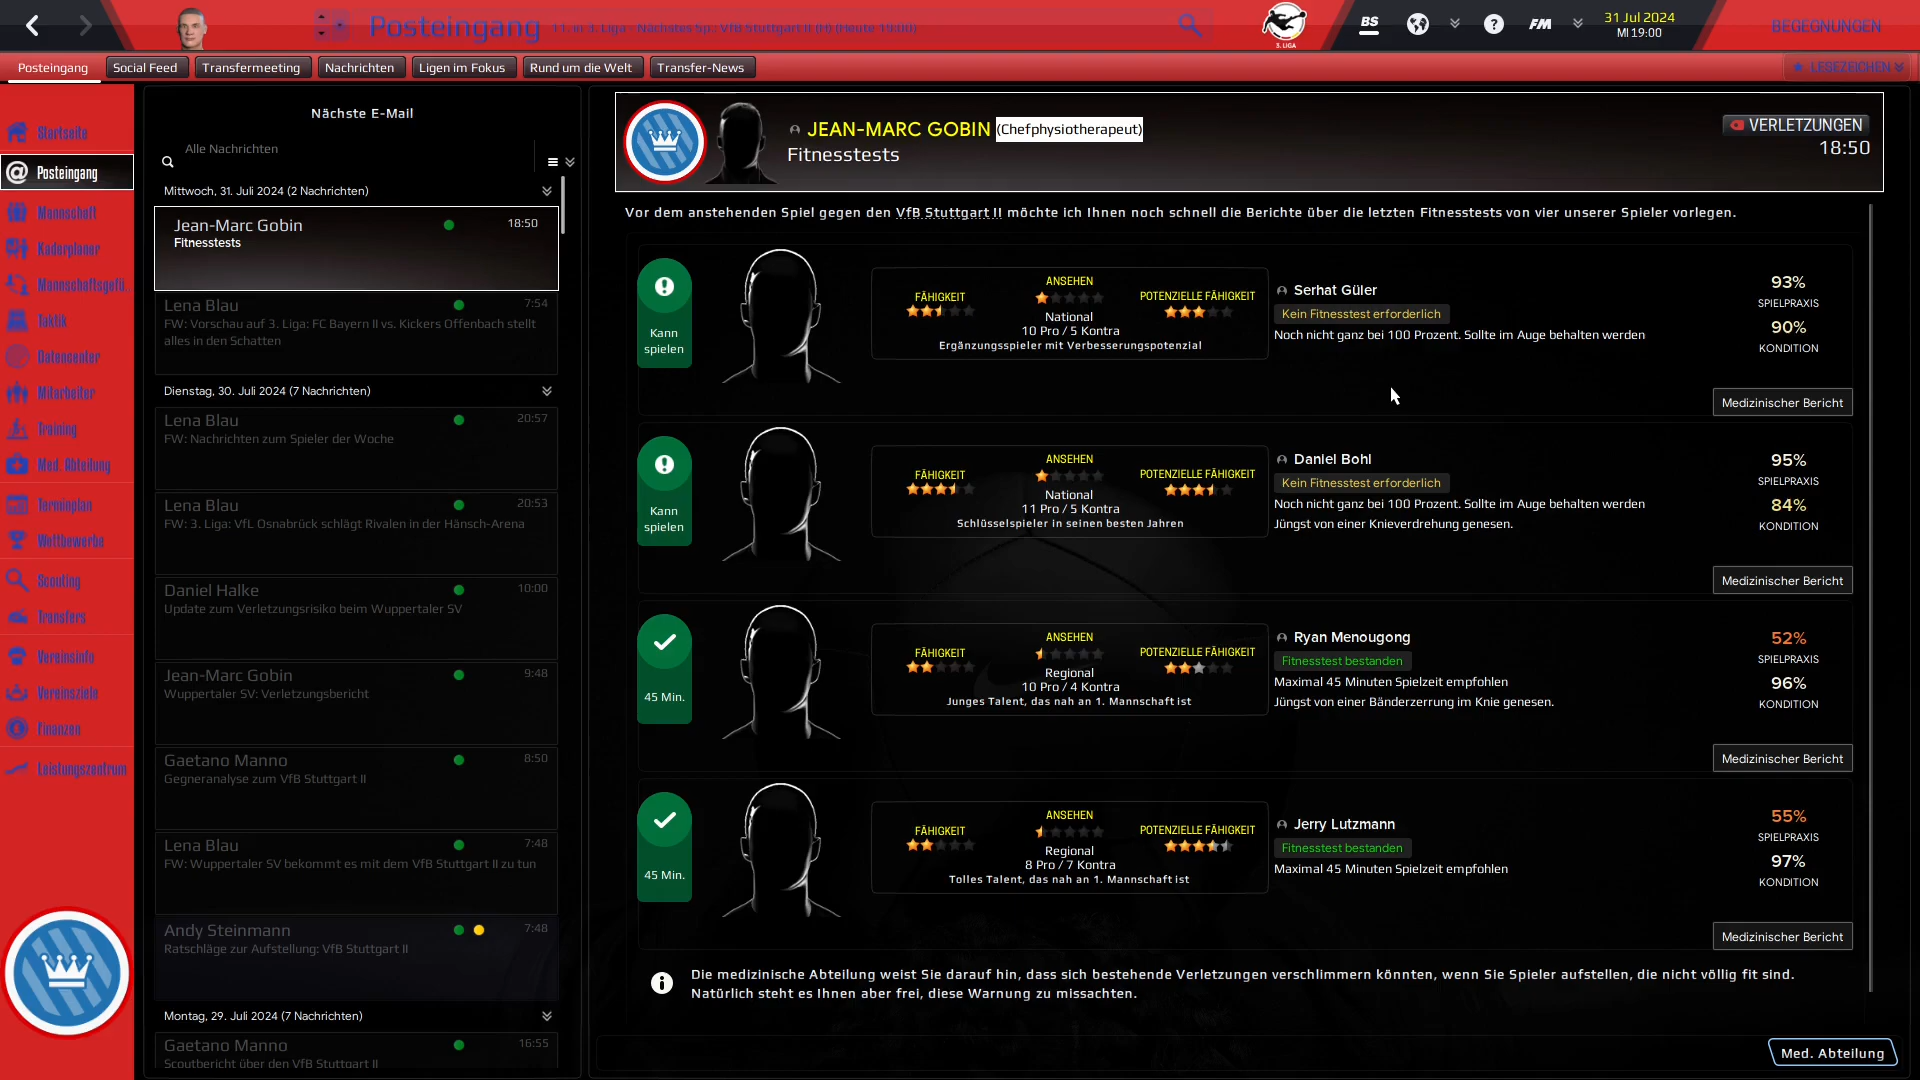 Posteingang
11. in 3. Liga - Nächstes Sp.: VfB Stuttgart II (H) (Heute 19:00)
3. LIGA
BS
FM
31 Jul 2024
MI 19:00
BEGEGNUNGEN
Posteingang
Social Feed
Transfermeeting
Nachrichten
Ligen im Fokus
Rund um die Welt
Transfer-News
LESEZEICHEN
Startseite
Posteingang
Mannschaft
Kaderplaner
Mannschaftsgefü...
Taktik
Datencenter
Mitarbeiter
Training
Med. Abteilung
Terminplan
Wettbewerbe
Scouting
Transfers
Vereinsinfo
Vereinsziele
Finanzen
Leistungszentrum
Nächste E-Mail
Alle Nachrichten
Mittwoch, 31. Juli 2024 (2 Nachrichten)
Jean-Marc Gobin
18:50
Fitnesstests
Lena Blau
7:54
FW: Vorschau auf 3. Liga: FC Bayern II vs. Kickers Offenbach stellt
alles in den Schatten
Dienstag, 30. Juli 2024 (7 Nachrichten)
Lena Blau
20:57
FW: Nachrichten zum Spieler der Woche
Lena Blau
20:53
FW: 3. Liga: VfL Osnabrück schlägt Rivalen in der Hänsch-Arena
Daniel Halke
10:00
Update zum Verletzungsrisiko beim Wuppertaler SV
Jean-Marc Gobin
9:48
Wuppertaler SV: Verletzungsbericht
Gaetano Manno
8:50
Gegneranalyse zum VfB Stuttgart II
Lena Blau
7:48
FW: Wuppertaler SV bekommt es mit dem VfB Stuttgart II zu tun
Andy Steinmann
7:48
Ratschläge zur Aufstellung: VfB Stuttgart II
Montag, 29. Juli 2024 (7 Nachrichten)
Gaetano Manno
16:55
Scoutbericht über den VfB Stuttgart II
JEAN-MARC GOBIN (Chefphysiotherapeut)
Fitnesstests
VERLETZUNGEN
18:50
Vor dem anstehenden Spiel gegen den VfB Stuttgart II möchte ich Ihnen noch schnell die Berichte über die letzten Fitnesstests von vier unserer Spieler vorlegen.
Kann
spielen
FÄHIGKEIT
ANSEHEN
National
10 Pro / 5 Kontra
POTENZIELLE FÄHIGKEIT
Ergänzungsspieler mit Verbesserungspotenzial
Serhat Güler
Kein Fitnesstest erforderlich
Noch nicht ganz bei 100 Prozent. Sollte im Auge behalten werden
93%
SPIELPRAXIS
90%
KONDITION
Medizinischer Bericht
Kann
spielen
FÄHIGKEIT
ANSEHEN
National
11 Pro / 5 Kontra
POTENZIELLE FÄHIGKEIT
Schlüsselspieler in seinen besten Jahren
Daniel Bohl
Kein Fitnesstest erforderlich
Noch nicht ganz bei 100 Prozent. Sollte im Auge behalten werden
Jüngst von einer Knieverdrehung genesen.
95%
SPIELPRAXIS
84%
KONDITION
Medizinischer Bericht
45 Min.
FÄHIGKEIT
ANSEHEN
Regional
10 Pro / 4 Kontra
POTENZIELLE FÄHIGKEIT
Junges Talent, das nah an 1. Mannschaft ist
Ryan Menougong
Fitnesstest bestanden
Maximal 45 Minuten Spielzeit empfohlen
Jüngst von einer Bänderzerrung im Knie genesen.
52%
SPIELPRAXIS
96%
KONDITION
Medizinischer Bericht
45 Min.
FÄHIGKEIT
ANSEHEN
Regional
8 Pro / 7 Kontra
POTENZIELLE FÄHIGKEIT
Tolles Talent, das nah an 1. Mannschaft ist
Jerry Lutzmann
Fitnesstest bestanden
Maximal 45 Minuten Spielzeit empfohlen
55%
SPIELPRAXIS
97%
KONDITION
Medizinischer Bericht
Die medizinische Abteilung weist Sie darauf hin, dass sich bestehende Verletzungen verschlimmern könnten, wenn Sie Spieler aufstellen, die nicht völlig fit sind.
Natürlich steht es Ihnen aber frei, diese Warnung zu missachten.
Med. Abteilung